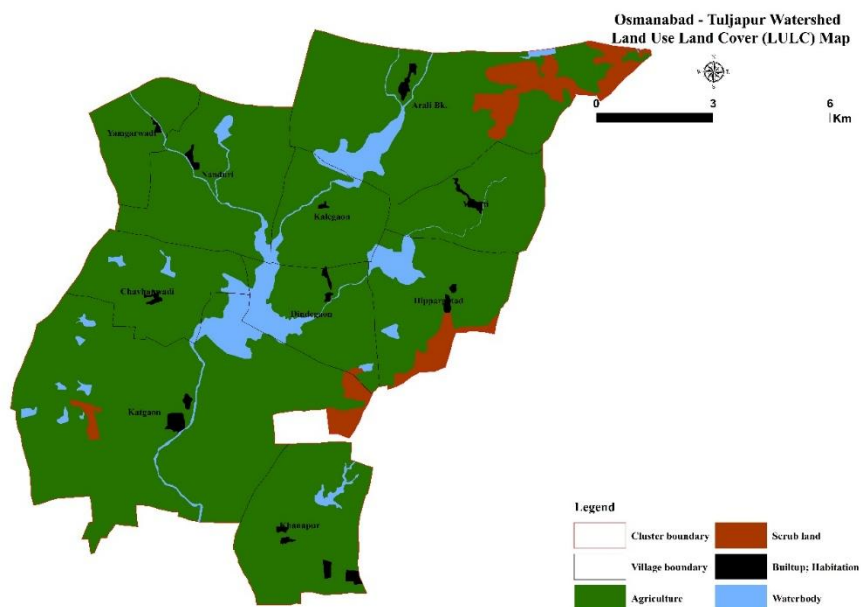 Osmanabad - Tuljapur Watershed
Land Use Land Cover (LULC) Map
0 3 6
Km
Arali Bk.
Yamgarwadi
Nanduri
Kalegaon
Chavhanwadi
Dindegaon
Katgaon
Khanapur
Legend
Cluster boundary
Village boundary
Agriculture
Scrub land
Builtup; Habitation
Waterbody